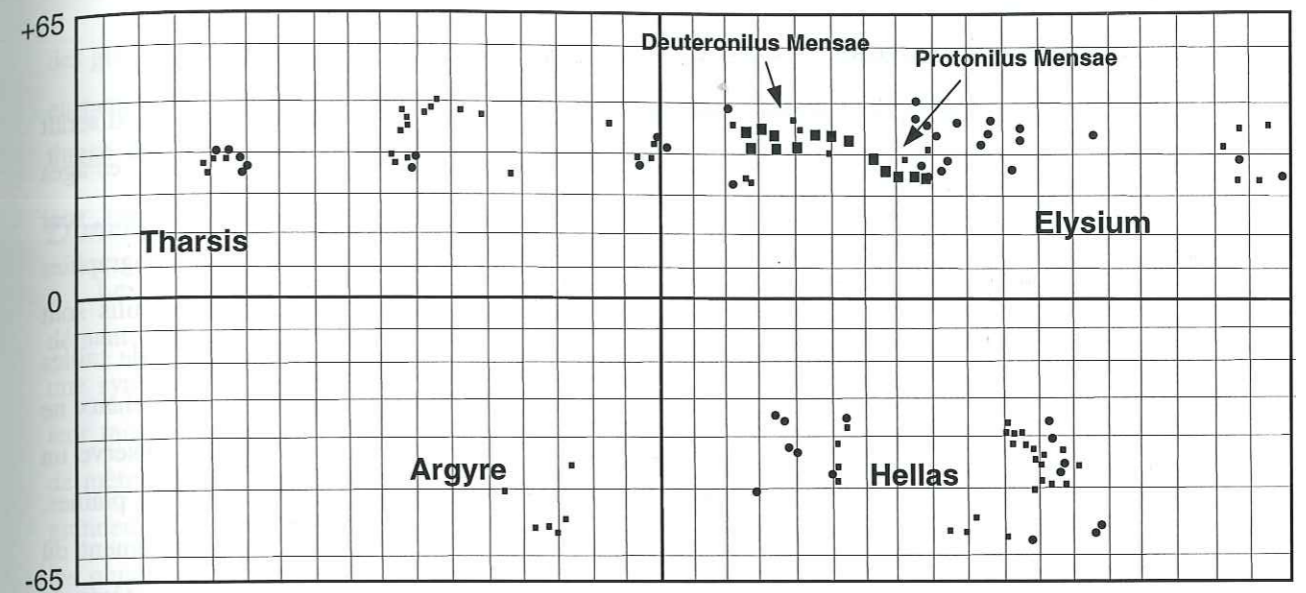 +65
Deuteronilus Mensae
Protonilus Mensae
Tharsis
Elysium
0
Argyre
Hellas
-65